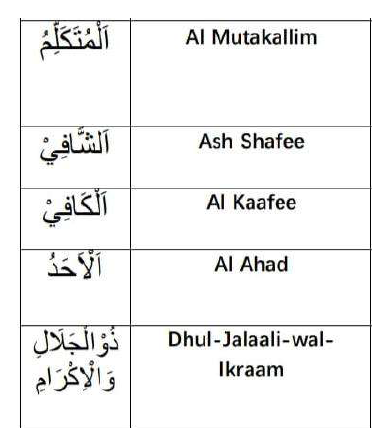 اَلْمُتَكَلِّمُ
Al Mutakallim
اَلشَّافِيْ
Ash Shafee
اَلْكَافِيْ
Al Kaafee
اَلْاَحَدُ
Al Ahad
ذُوْالْجَلَالِ
وَالْاِكْرَامِ
Dhul-Jalaali-wal-
Ikraam